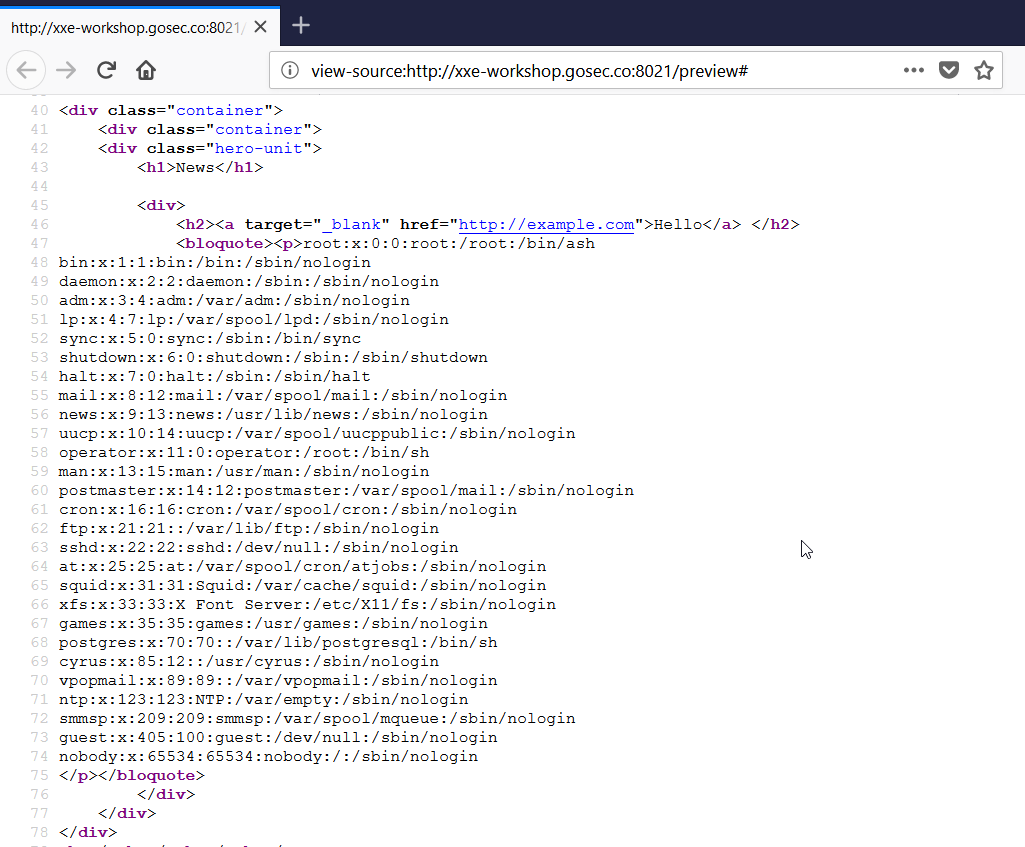 http://xxe-workshop.gosec.co:8021/
view-source:http://xxe-workshop.gosec.co:8021/preview#
40 <div class="container">
41     <div class="container">
42     <div class="hero-unit">
43         <h1>News</h1>
44
45         <div>
46             <h2><a target="_blank" href="http://example.com">Hello</a> </h2>
47             <bloquote><p>root:x:0:0:root:/root:/bin/ash
48 bin:x:1:1:bin:/bin:/sbin/nologin
49 daemon:x:2:2:daemon:/sbin:/sbin/nologin
50 adm:x:3:4:adm:/var/adm:/sbin/nologin
51 lp:x:4:7:lp:/var/spool/lpd:/sbin/nologin
52 sync:x:5:0:sync:/sbin:/bin/sync
53 shutdown:x:6:0:shutdown:/sbin:/sbin/shutdown
54 halt:x:7:0:halt:/sbin:/sbin/halt
55 mail:x:8:12:mail:/var/spool/mail:/sbin/nologin
56 news:x:9:13:news:/usr/lib/news:/sbin/nologin
57 uucp:x:10:14:uucp:/var/spool/uucppublic:/sbin/nologin
58 operator:x:11:0:operator:/root:/bin/sh
59 man:x:13:15:man:/usr/man:/sbin/nologin
60 postmaster:x:14:12:postmaster:/var/spool/mail:/sbin/nologin
61 cron:x:16:16:cron:/var/spool/cron:/sbin/nologin
62 ftp:x:21:21::/var/lib/ftp:/sbin/nologin
63 sshd:x:22:22:sshd:/dev/null:/sbin/nologin
64 at:x:25:25:at:/var/spool/cron/atjobs:/sbin/nologin
65 squid:x:31:31:Squid:/var/cache/squid:/sbin/nologin
66 xfs:x:33:33:X Font Server:/etc/X11/fs:/sbin/nologin
67 games:x:35:35:games:/usr/games:/sbin/nologin
68 postgres:x:70:70::/var/lib/postgresql:/bin/sh
69 cyrus:x:85:12::/usr/cyrus:/sbin/nologin
70 vpopmail:x:89:89::/var/vpopmail:/sbin/nologin
71 ntp:x:123:123:NTP:/var/empty:/sbin/nologin
72 smmsp:x:209:209:smmsp:/var/spool/mqueue:/sbin/nologin
73 guest:x:405:100:guest:/dev/null:/sbin/nologin
74 nobody:x:65534:65534:nobody:/:/sbin/nologin
75 </p></bloquote>
76         </div>
77     </div>
78 </div>